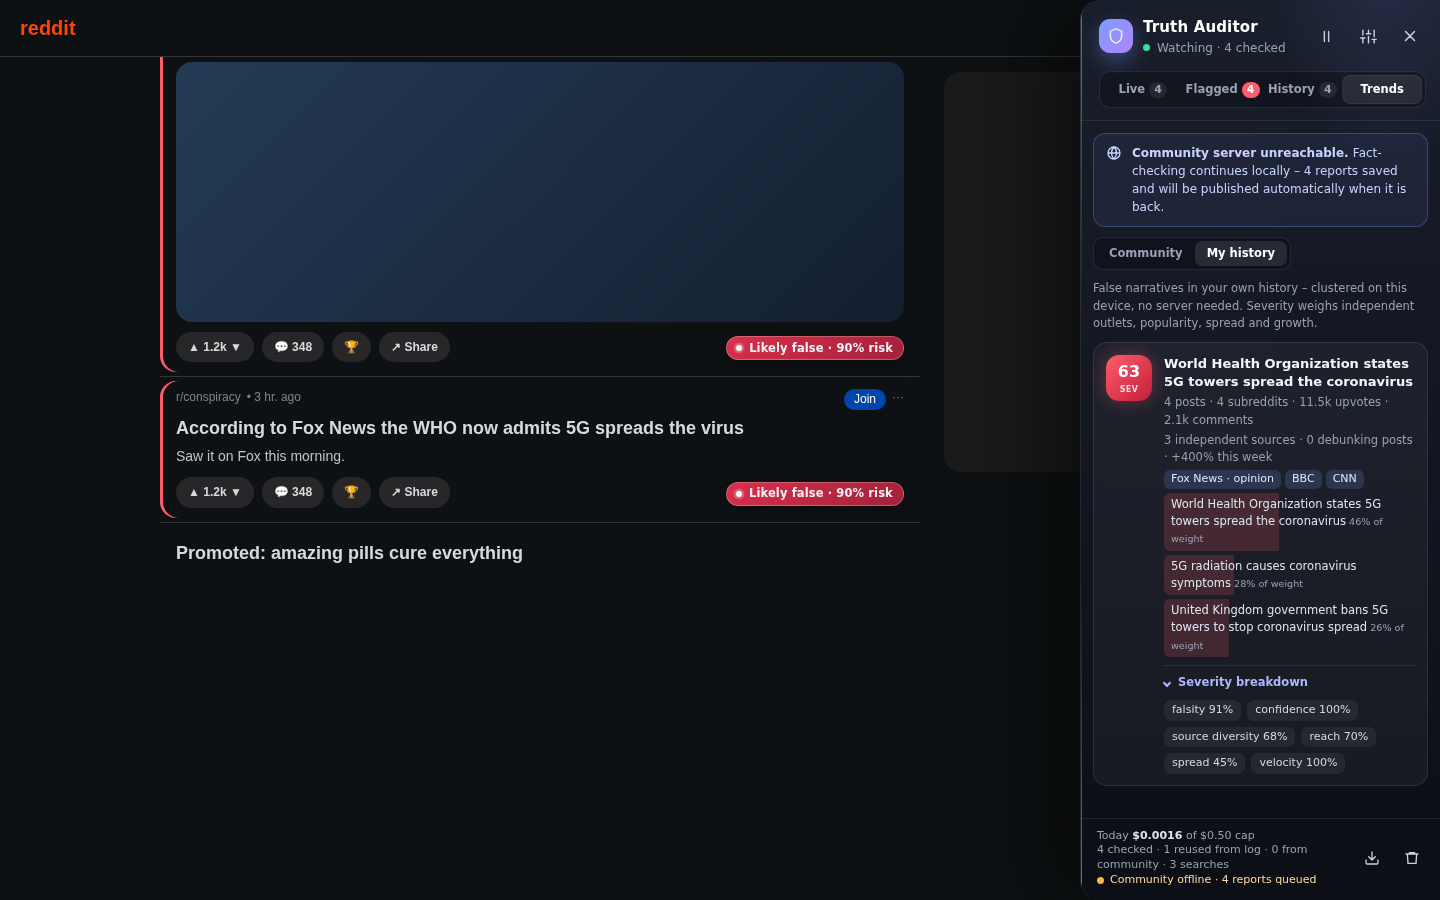 reddit
▲ 1.2k ▼ 💬 348 🏆 ↗ Share
Likely false · 90% risk
r/conspiracy • 3 hr. ago
Join ···
According to Fox News the WHO now admits 5G spreads the virus
Saw it on Fox this morning.
▲ 1.2k ▼ 💬 348 🏆 ↗ Share
Likely false · 90% risk
Promoted: amazing pills cure everything
Truth Auditor
Watching · 4 checked
Live 4 Flagged 4 History 4 Trends
Community server unreachable. Fact-
checking continues locally – 4 reports saved
and will be published automatically when it is
back.
Community My history
False narratives in your own history – clustered on this
device, no server needed. Severity weighs independent
outlets, popularity, spread and growth.
63
SEV
World Health Organization states
5G towers spread the coronavirus
4 posts · 4 subreddits · 11.5k upvotes ·
2.1k comments
3 independent sources · 0 debunking posts
· +400% this week
Fox News · opinion BBC CNN
World Health Organization states 5G
towers spread the coronavirus 46% of
weight
5G radiation causes coronavirus
symptoms 28% of weight
United Kingdom government bans 5G
towers to stop coronavirus spread 26% of
weight
Severity breakdown
falsity 91% confidence 100%
source diversity 68% reach 70%
spread 45% velocity 100%
Today $0.0016 of $0.50 cap
4 checked · 1 reused from log · 0 from
community · 3 searches
Community offline · 4 reports queued